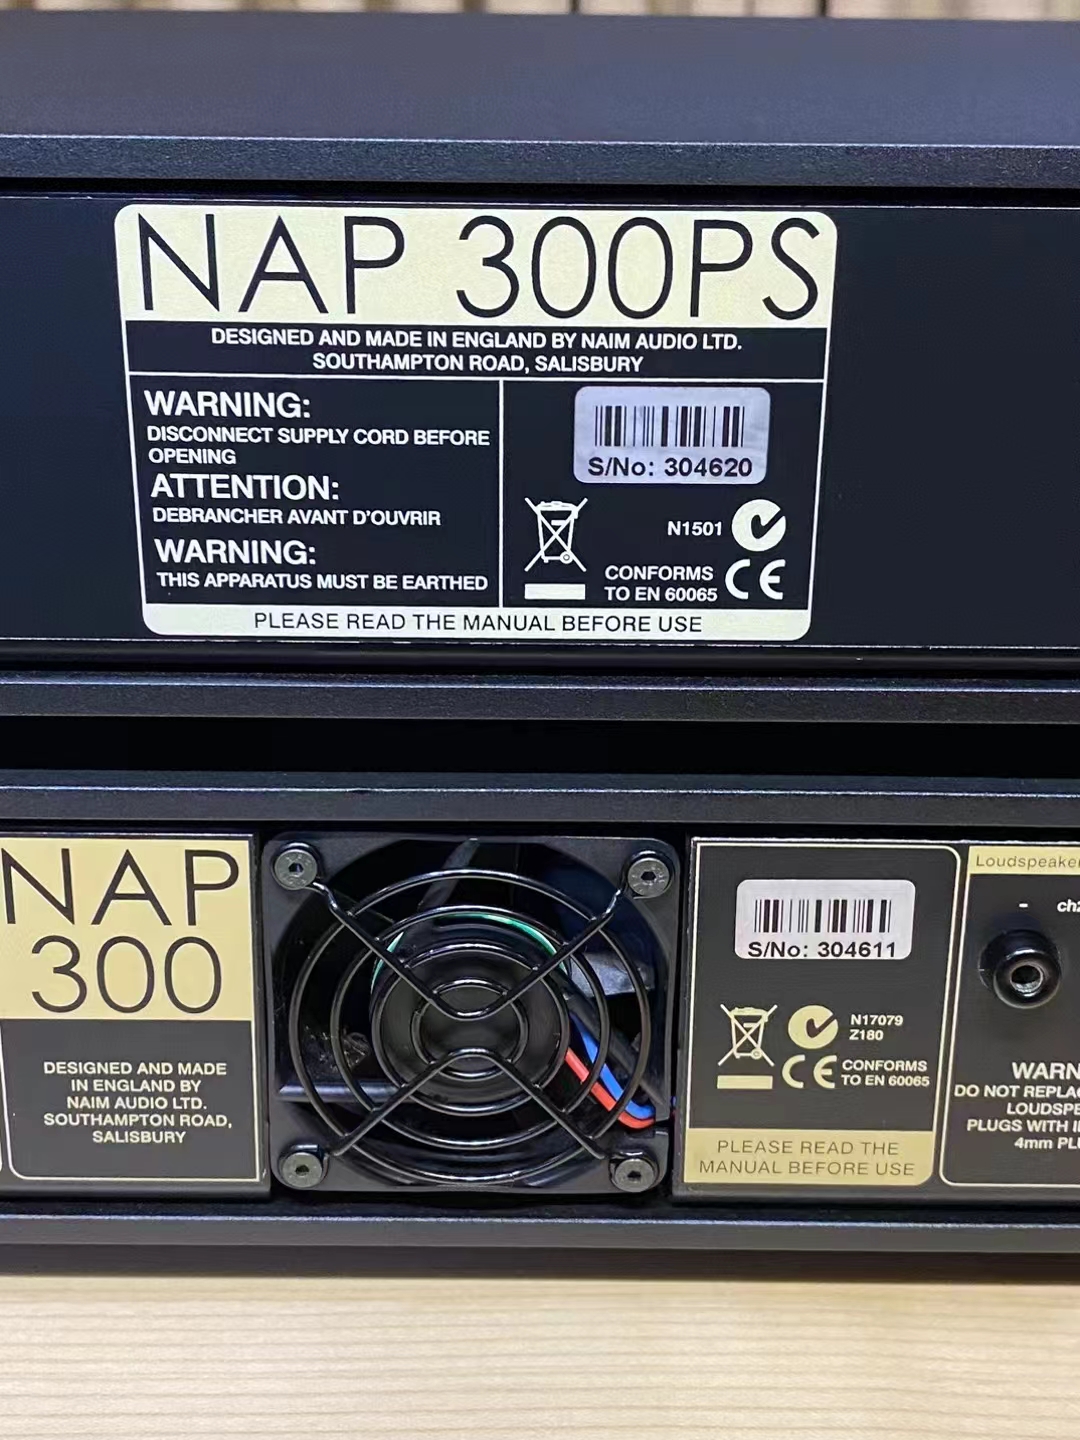 NAP 300PS
DESIGNED AND MADE IN ENGLAND BY NAIM AUDIO LTD.
SOUTHAMPTON ROAD, SALISBURY
WARNING:
DISCONNECT SUPPLY CORD BEFORE
OPENING
ATTENTION:
DEBRANCHER AVANT D'OUVRIR
WARNING:
THIS APPARATUS MUST BE EARTHED
S/No: 304620
N1501
CONFORMS
TO EN 60065
CE
PLEASE READ THE MANUAL BEFORE USE
NAP
300
DESIGNED AND MADE
IN ENGLAND BY
NAIM AUDIO LTD.
SOUTHAMPTON ROAD,
SALISBURY
S/No: 304611
N17079
Z180
CE
CONFORMS
TO EN 60065
PLEASE READ THE
MANUAL BEFORE USE
Loudspeaker
- ch2
WARN
DO NOT REPLAC
LOUDSPE
PLUGS WITH
4mm PL